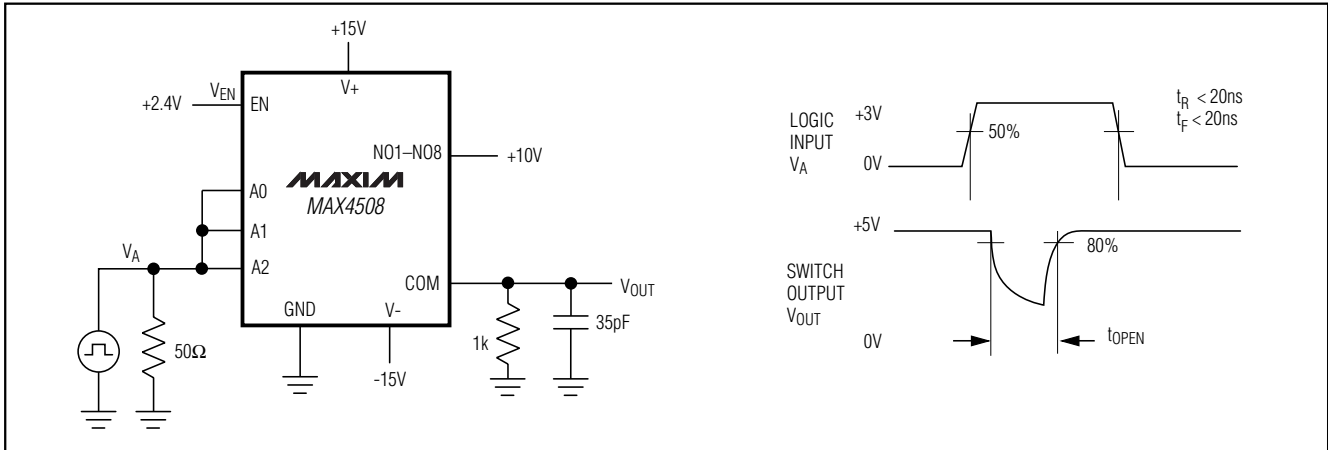 +15V
V+
+2.4V
VEN
EN
NO1–NO8
+10V
MAXIM
MAX4508
A0
A1
A2
VA
COM
VOUT
GND
V-
50Ω
1k
35pF
-15V
LOGIC
INPUT
VA
+3V
0V
50%
tR < 20ns
tF < 20ns
+5V
80%
SWITCH
OUTPUT
VOUT
0V
tOPEN